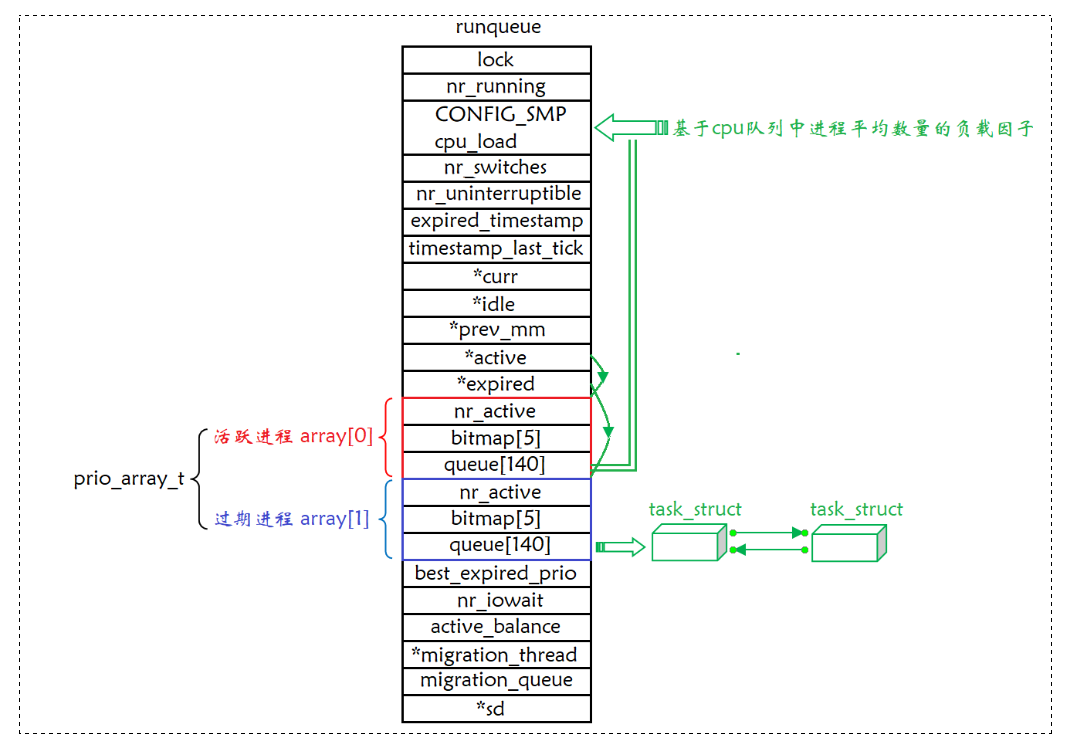 runqueue
lock
nr_running
CONFIG_SMP
cpu_load
基于cpu队列中进程平均数量的负载因子
nr_switches
nr_uninterruptible
expired_timestamp
timestamp_last_tick
*curr
*idle
*prev_mm
*active
*expired
nr_active
bitmap[5]
queue[140]
活跃进程 array[0]
prio_array_t
过期进程 array[1]
nr_active
bitmap[5]
queue[140]
task_struct
task_struct
best_expired_prio
nr_iowait
active_balance
*migration_thread
migration_queue
*sd